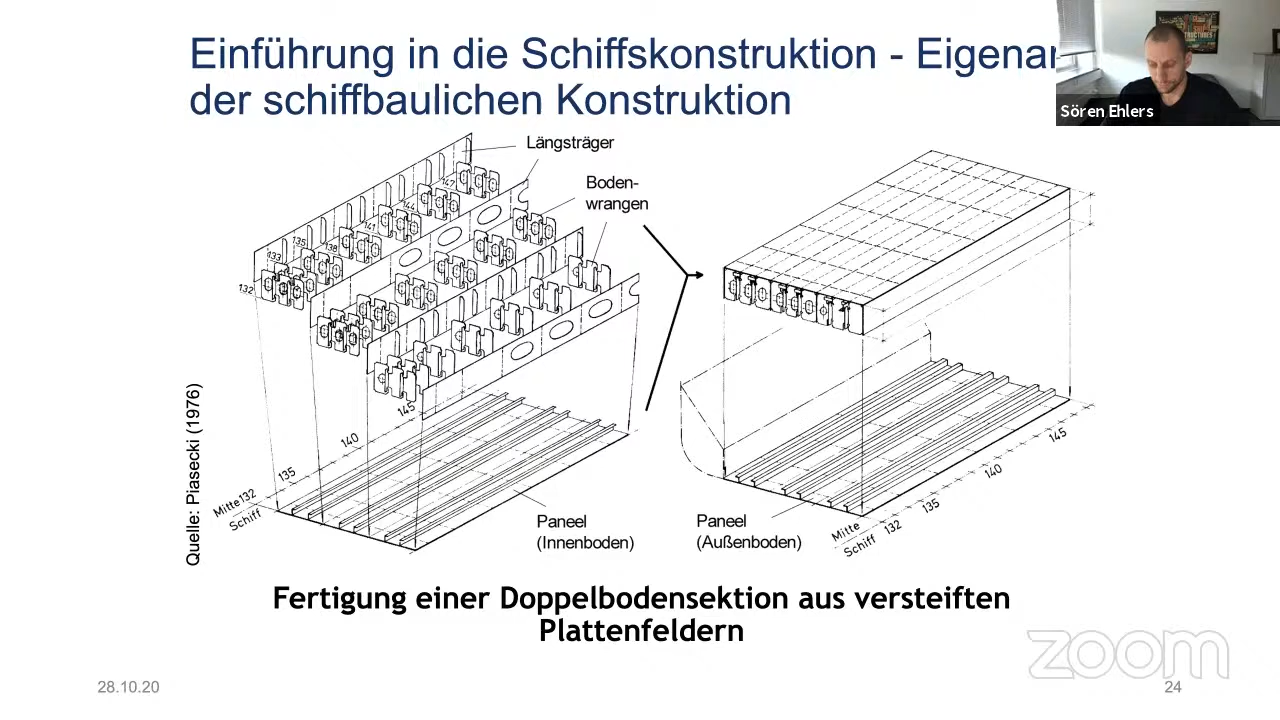 Einführung in die Schiffskonstruktion - Eigenar
der schiffbaulichen Konstruktion
Sören Ehlers
Längsträger
Boden-
wrangen
147
144
141
138
135
133
132
145
140
135
Mitte 132
Schiff
Quelle: Piasecki (1976)
Paneel
(Innenboden)
Paneel
(Außenboden)
145
140
135
132
Mitte
Schiff
Fertigung einer Doppelbodensektion aus versteiften
Plattenfeldern
zoom
28.10.20
24